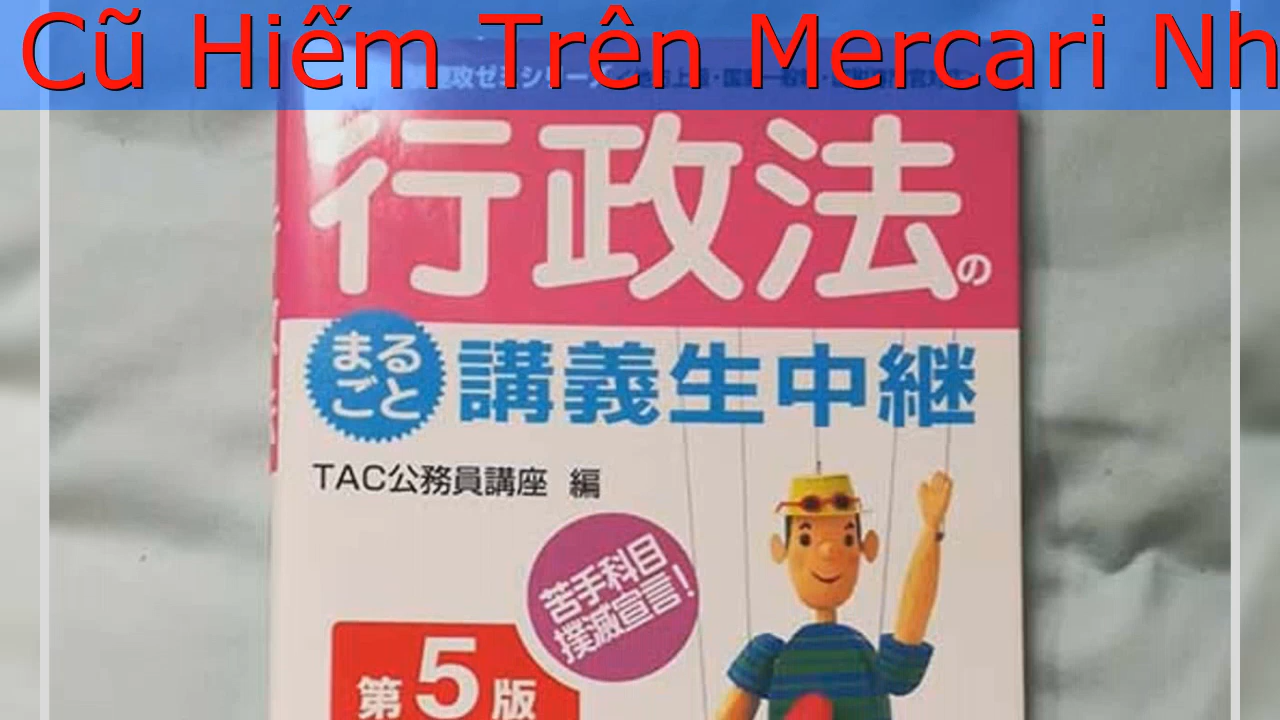 Cũ Hiếm Trên Mercari Nh
行政法の
まるごと
講義生中継
TAC公務員講座 編
苦手科目
撲滅宣言!
第5版